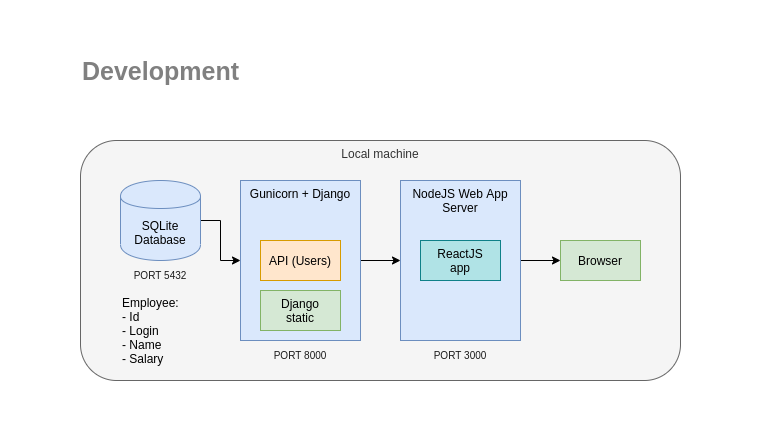 Development
Local machine
SQLite
Database
PORT 5432
Employee:
- Id
- Login
- Name
- Salary
Gunicorn + Django
API (Users)
Django
static
PORT 8000
NodeJS Web App
Server
ReactJS
app
PORT 3000
Browser